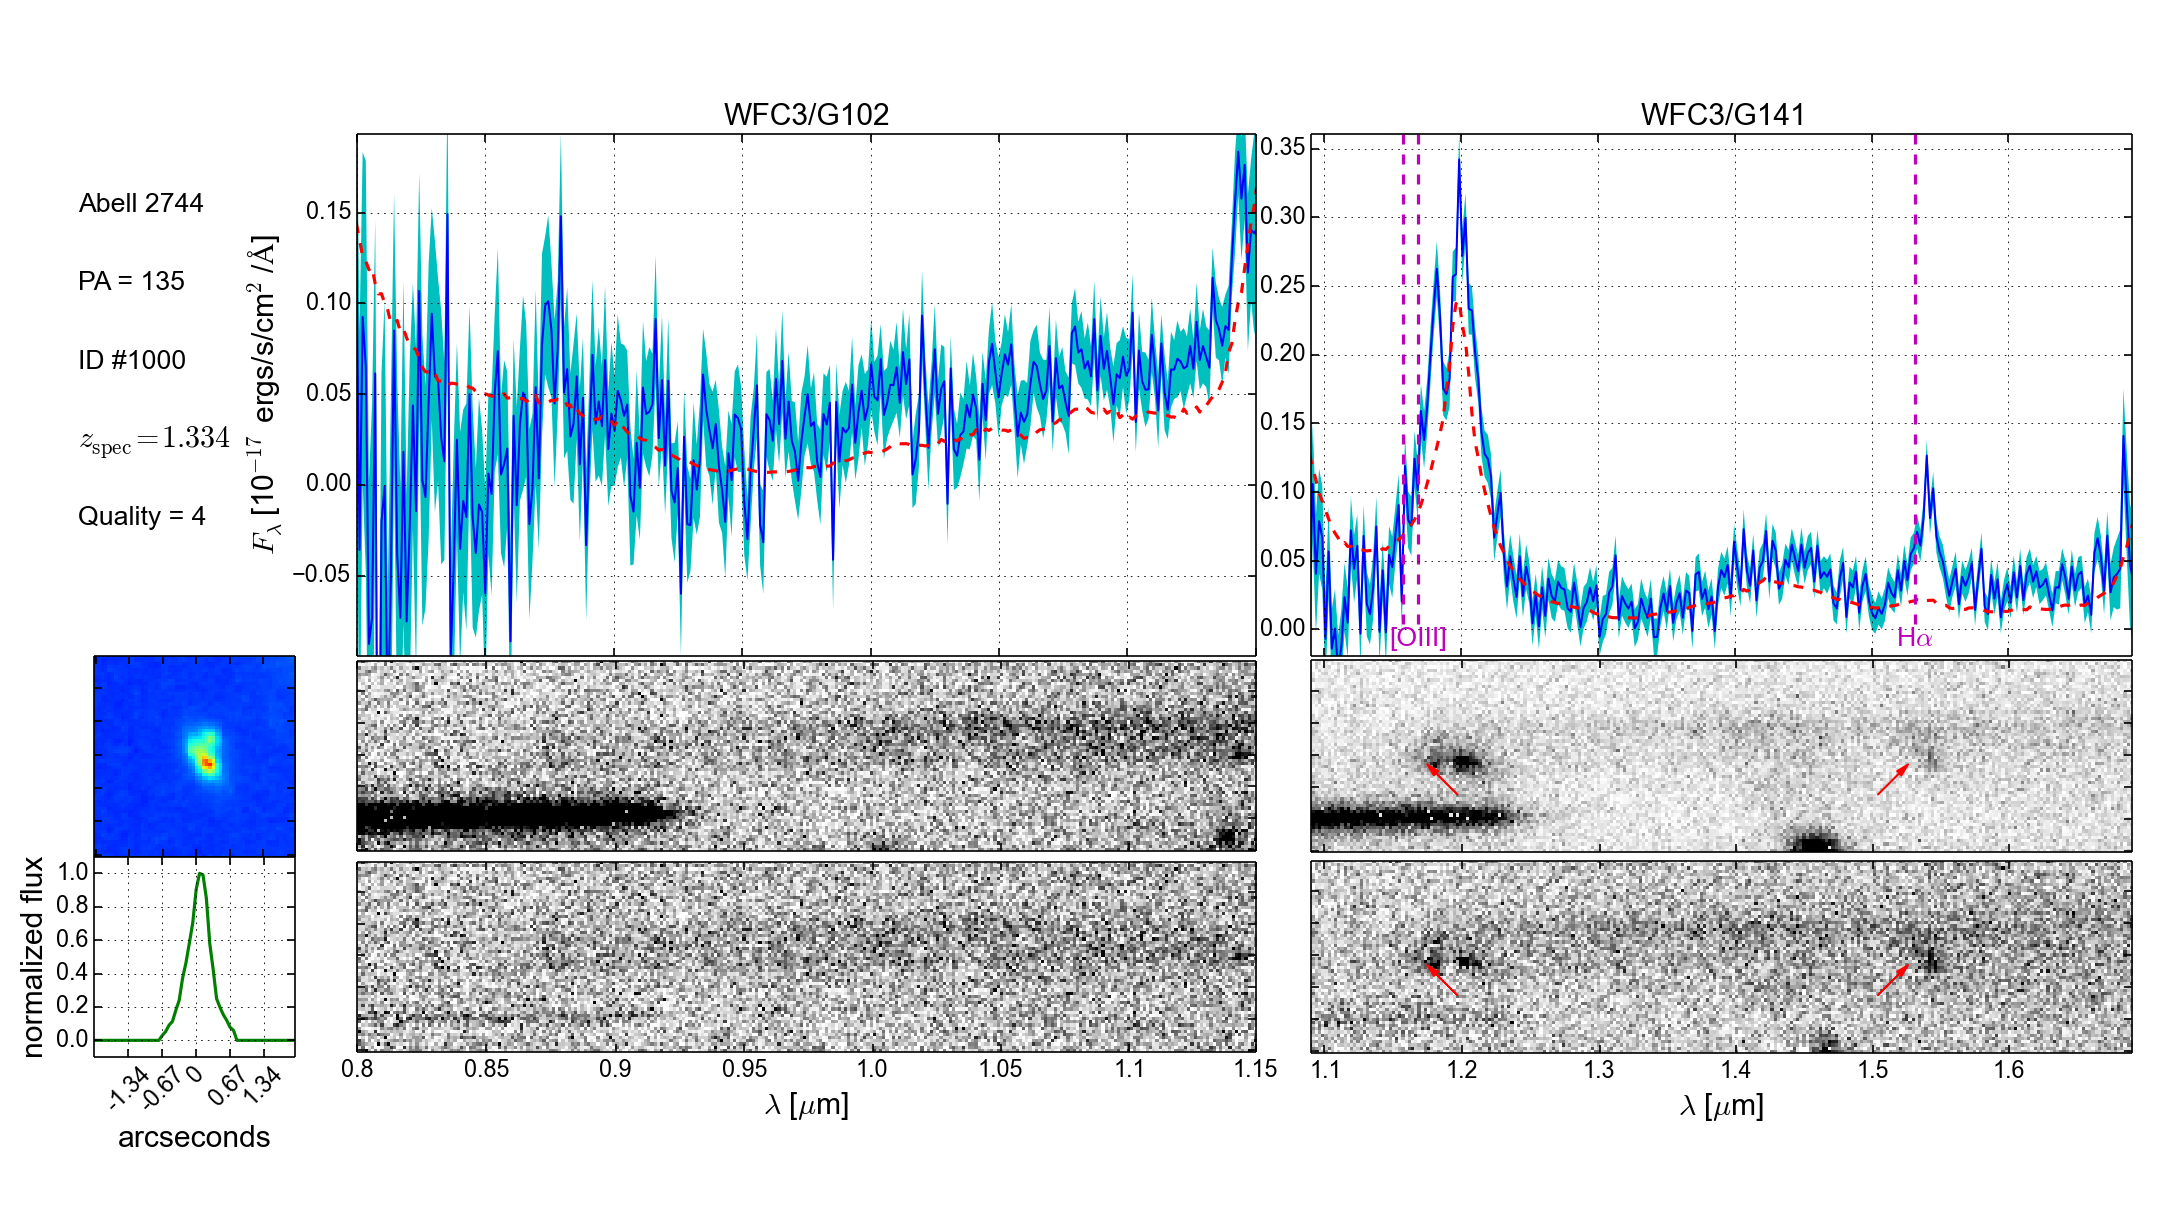 WFC3/G102
WFC3/G141
Abell 2744
PA = 135
ID #1000
z_spec = 1.334
Quality = 4
F_λ [10^−17 ergs/s/cm^2 /Å]
0.15
0.10
0.05
0.00
−0.05
0.35
0.30
0.25
0.20
0.15
0.10
0.05
0.00
[OIII]
Hα
normalized flux
1.0
0.8
0.6
0.4
0.2
0.0
-1.34 -0.67 0 0.67 1.34
arcseconds
0.8 0.85 0.9 0.95 1.0 1.05 1.1 1.15
λ [μm]
1.1 1.2 1.3 1.4 1.5 1.6
λ [μm]